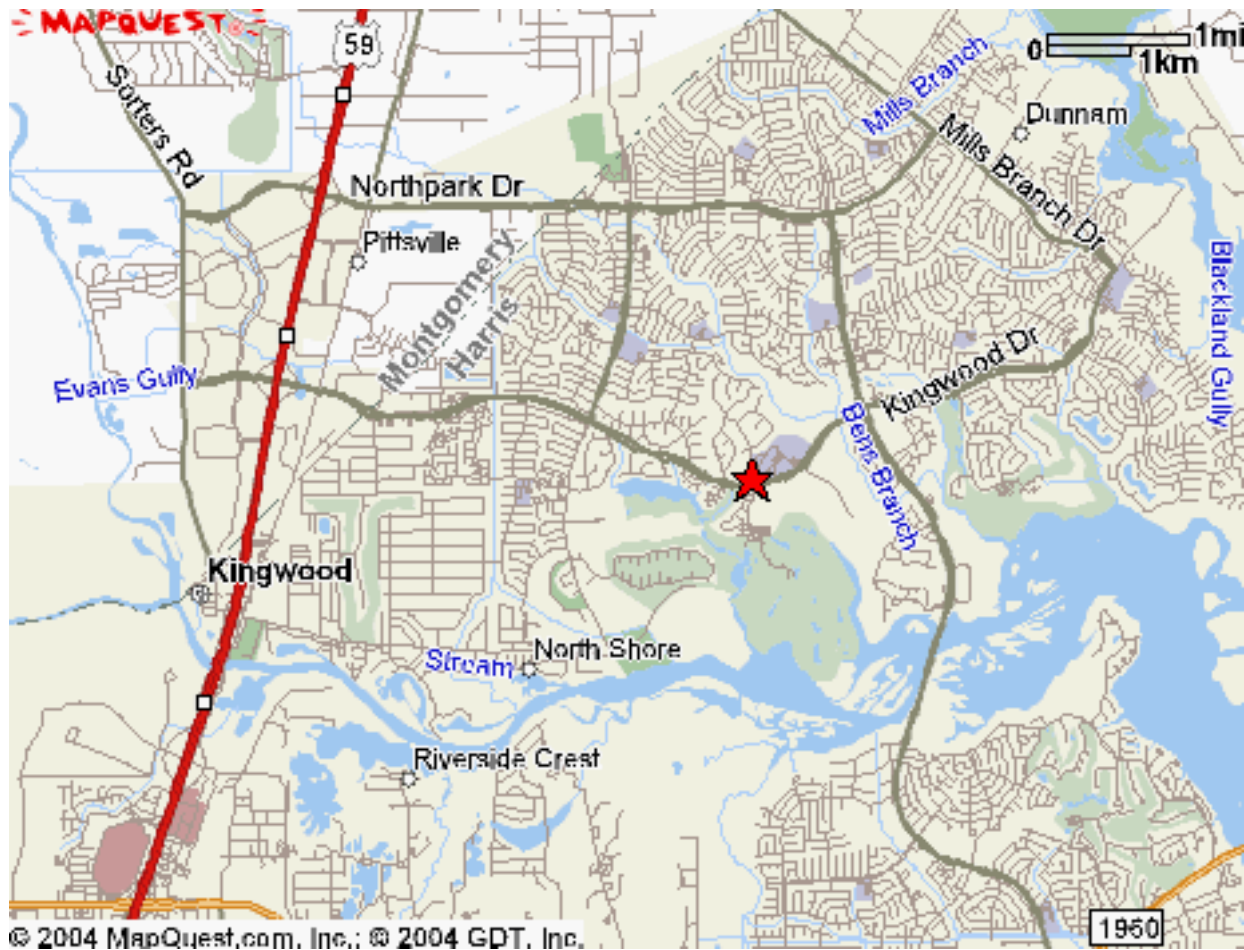 MAPQUEST
59
1mi
0
1km
Sorters Rd
Mills Branch
Dunnam
Mills Branch Dr
Northpark Dr
Pittsville
Montgomery
Harris
Blackland Gully
Evans Gully
Kingwood Dr
Bens Branch
Kingwood
North Shore
Stream
Riverside Crest
1960
© 2004 MapQuest.com, Inc.; © 2004 GDT, Inc.